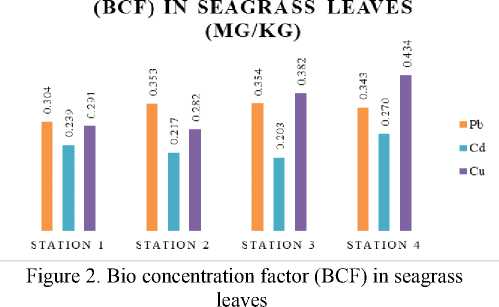 (BCF) IN SEAGRASS LEAVES
(MG/KG)
0.304
0.239
0.291
0.353
0.217
0.282
0.354
0.203
0.382
0.343
0.270
0.434
Pb
Cd
Cu
STATION 1 STATION 2 STATION 3 STATION 4
Figure 2. Bio concentration factor (BCF) in seagrass
leaves